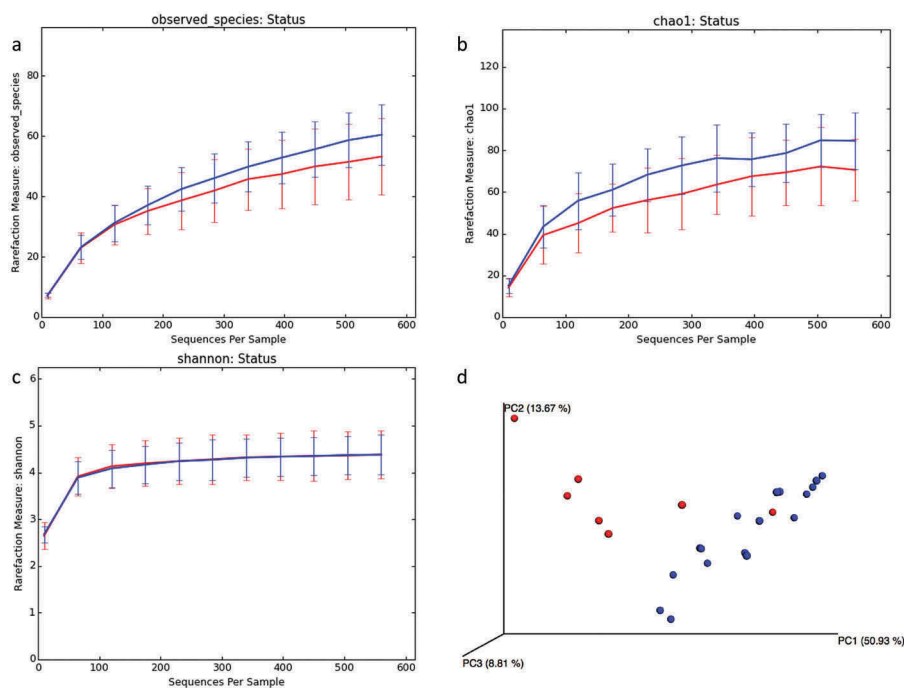 observed_species: Status
a
Rarefaction Measure: observed_species
80
60
40
20
0
0 100 200 300 400 500 600
Sequences Per Sample
chao1: Status
b
Rarefaction Measure: chao1
120
100
80
60
40
20
0
0 100 200 300 400 500 600
Sequences Per Sample
shannon: Status
c
Rarefaction Measure: shannon
6
5
4
3
2
1
0
0 100 200 300 400 500 600
Sequences Per Sample
d
PC2 (13.67 %)
PC1 (50.93 %)
PC3 (8.81 %)